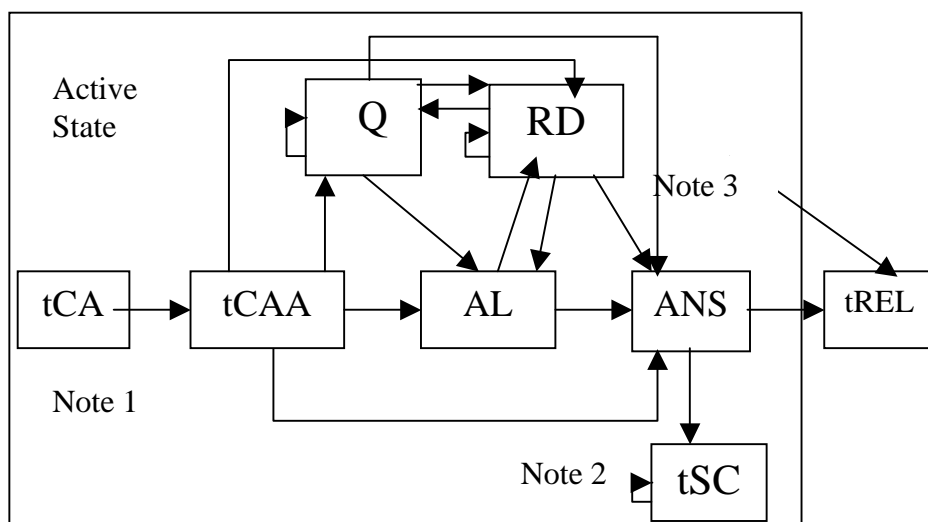 Active
State
Q
RD
Note 3
tCA
tCAA
AL
ANS
tREL
Note 1
Note 2
tSC